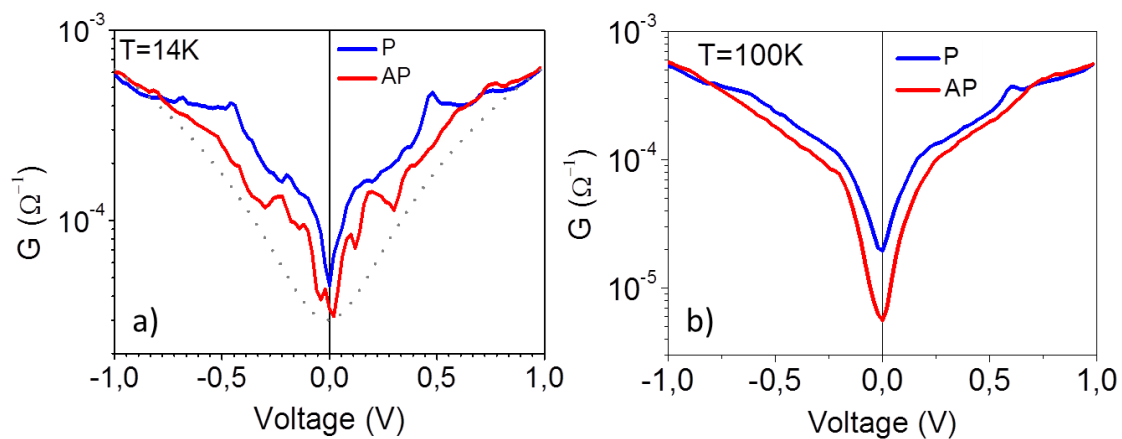 10⁻³
T=14K
P
AP
G (Ω⁻¹)
10⁻⁴
a)
-1,0 -0,5 0,0 0,5 1,0
Voltage (V)
10⁻³
T=100K
P
AP
G (Ω⁻¹)
10⁻⁴
10⁻⁵
b)
-1,0 -0,5 0,0 0,5 1,0
Voltage (V)